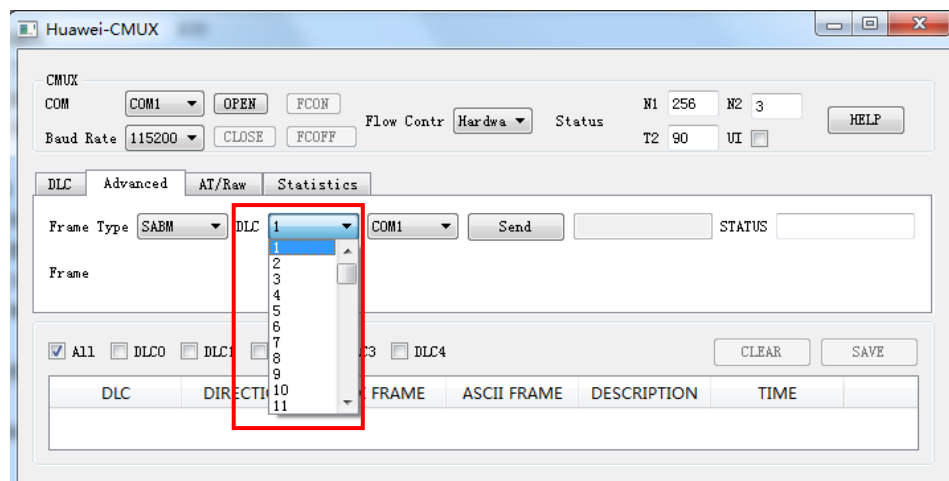 Huawei-CMUX
CMUX
COM COM1 OPEN FCON Flow Contr Hardwa Status N1 256 N2 3 HELP
Baud Rate 115200 CLOSE FCOFF T2 90 UI
DLC Advanced AT/Raw Statistics
Frame Type SABM DLC 1 COM1 Send STATUS
Frame
1
2
3
4
5
6
7
8
9
10
11
All DLC0 DLC1 C3 DLC4 CLEAR SAVE
DLC DIRECTIO FRAME ASCII FRAME DESCRIPTION TIME